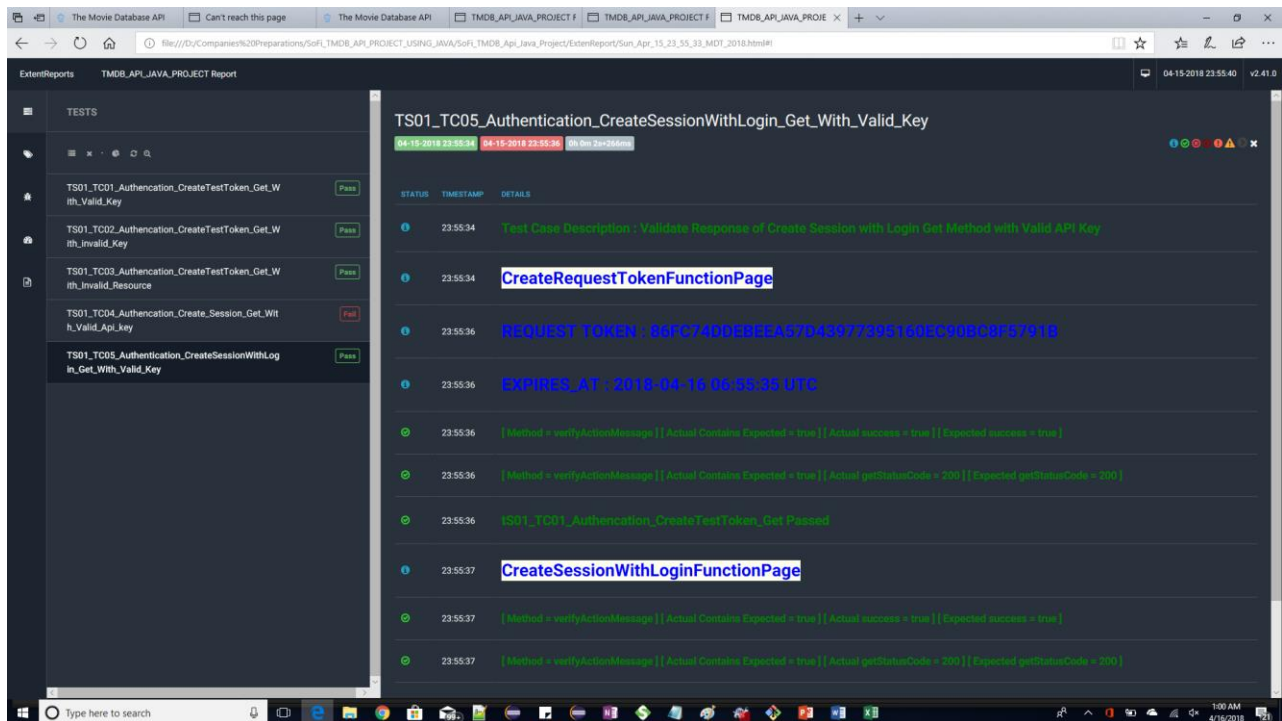 The Movie Database API
Can't reach this page
The Movie Database API
TMDB_API_JAVA_PROJECT F
TMDB_API_JAVA_PROJECT F
TMDB_API_JAVA_PROJE
file:///D:/Companies%20Preparations/SoFi_TMDB_API_PROJECT_USING_JAVA/SoFi_TMDB_Api_Java_Project/ExtenReport/Sun_Apr_15_23_55_33_MDT_2018.html#!
ExtentReports TMDB_API_JAVA_PROJECT Report
04-15-2018 23:55:40 v2.41.0
TESTS
TS01_TC01_Authencation_CreateTestToken_Get_W
ith_Valid_Key
Pass
TS01_TC02_Authencation_CreateTestToken_Get_W
ith_invalid_Key
Pass
TS01_TC03_Authencation_CreateTestToken_Get_W
ith_Invalid_Resource
Pass
TS01_TC04_Authencation_Create_Session_Get_Wit
h_Valid_Api_key
Fail
TS01_TC05_Authentication_CreateSessionWithLog
in_Get_With_Valid_Key
Pass
TS01_TC05_Authentication_CreateSessionWithLogin_Get_With_Valid_Key
04-15-2018 23:55:34 04-15-2018 23:55:36 0h 0m 2s+266ms
STATUS TIMESTAMP DETAILS
23:55:34 Test Case Description : Validate Response of Create Session with Login Get Method with Valid API Key
23:55:34 CreateRequestTokenFunctionPage
23:55:36 REQUEST TOKEN : 86FC74DDEBEEA57D43977395160EC90BC8F5791B
23:55:36 EXPIRES_AT : 2018-04-16 06:55:35 UTC
23:55:36 [ Method = verifyActionMessage ] [ Actual Contains Expected = true ] [ Actual success = true ] [ Expected success = true ]
23:55:36 [ Method = verifyActionMessage ] [ Actual Contains Expected = true ] [ Actual getStatusCode = 200 ] [ Expected getStatusCode = 200 ]
23:55:36 tS01_TC01_Authencation_CreateTestToken_Get Passed
23:55:37 CreateSessionWithLoginFunctionPage
23:55:37 [ Method = verifyActionMessage ] [ Actual Contains Expected = true ] [ Actual success = true ] [ Expected success = true ]
23:55:37 [ Method = verifyActionMessage ] [ Actual Contains Expected = true ] [ Actual getStatusCode = 200 ] [ Expected getStatusCode = 200 ]
Type here to search
99+
1:00 AM
4/16/2018